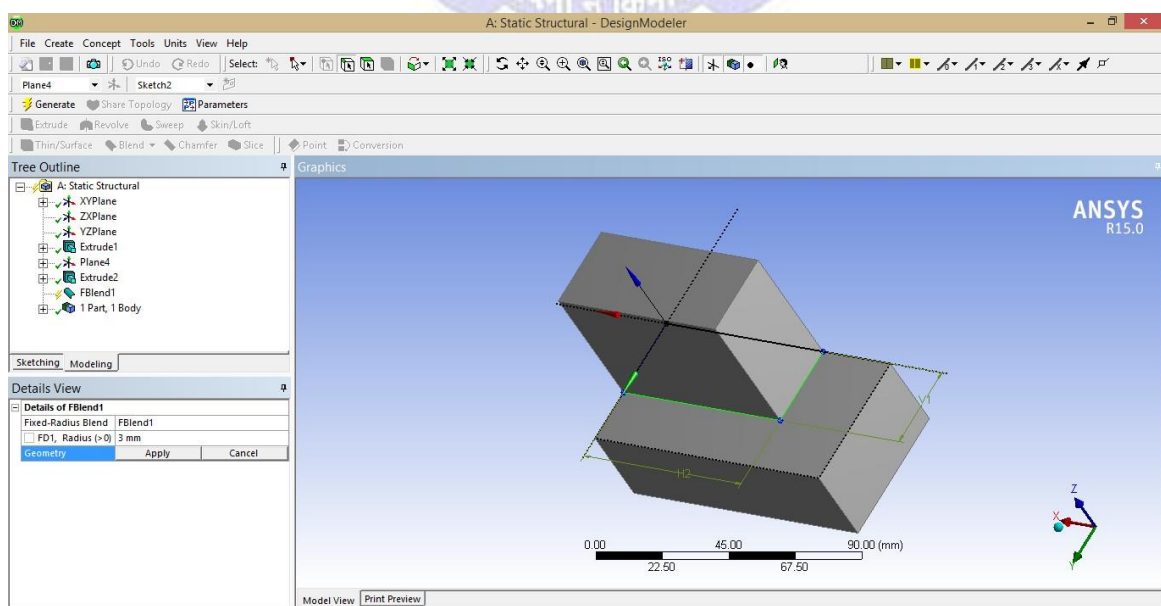 A: Static Structural - DesignModeler
File Create Concept Tools Units View Help
Undo Redo Select:
Plane4 Sketch2
Generate Share Topology Parameters
Extrude Revolve Sweep Skin/Loft
Thin/Surface Blend Chamfer Slice Point Conversion
Tree Outline
A: Static Structural
XYPlane
ZXPlane
YZPlane
Extrude1
Plane4
Extrude2
FBlend1
1 Part, 1 Body
Sketching Modeling
Details View
Details of FBlend1
Fixed-Radius Blend FBlend1
FD1, Radius (>0) 3 mm
Geometry Apply Cancel
Graphics
ANSYS
R15.0
V1
H2
Z
X
Y
0.00 45.00 90.00 (mm)
22.50 67.50
Model View Print Preview